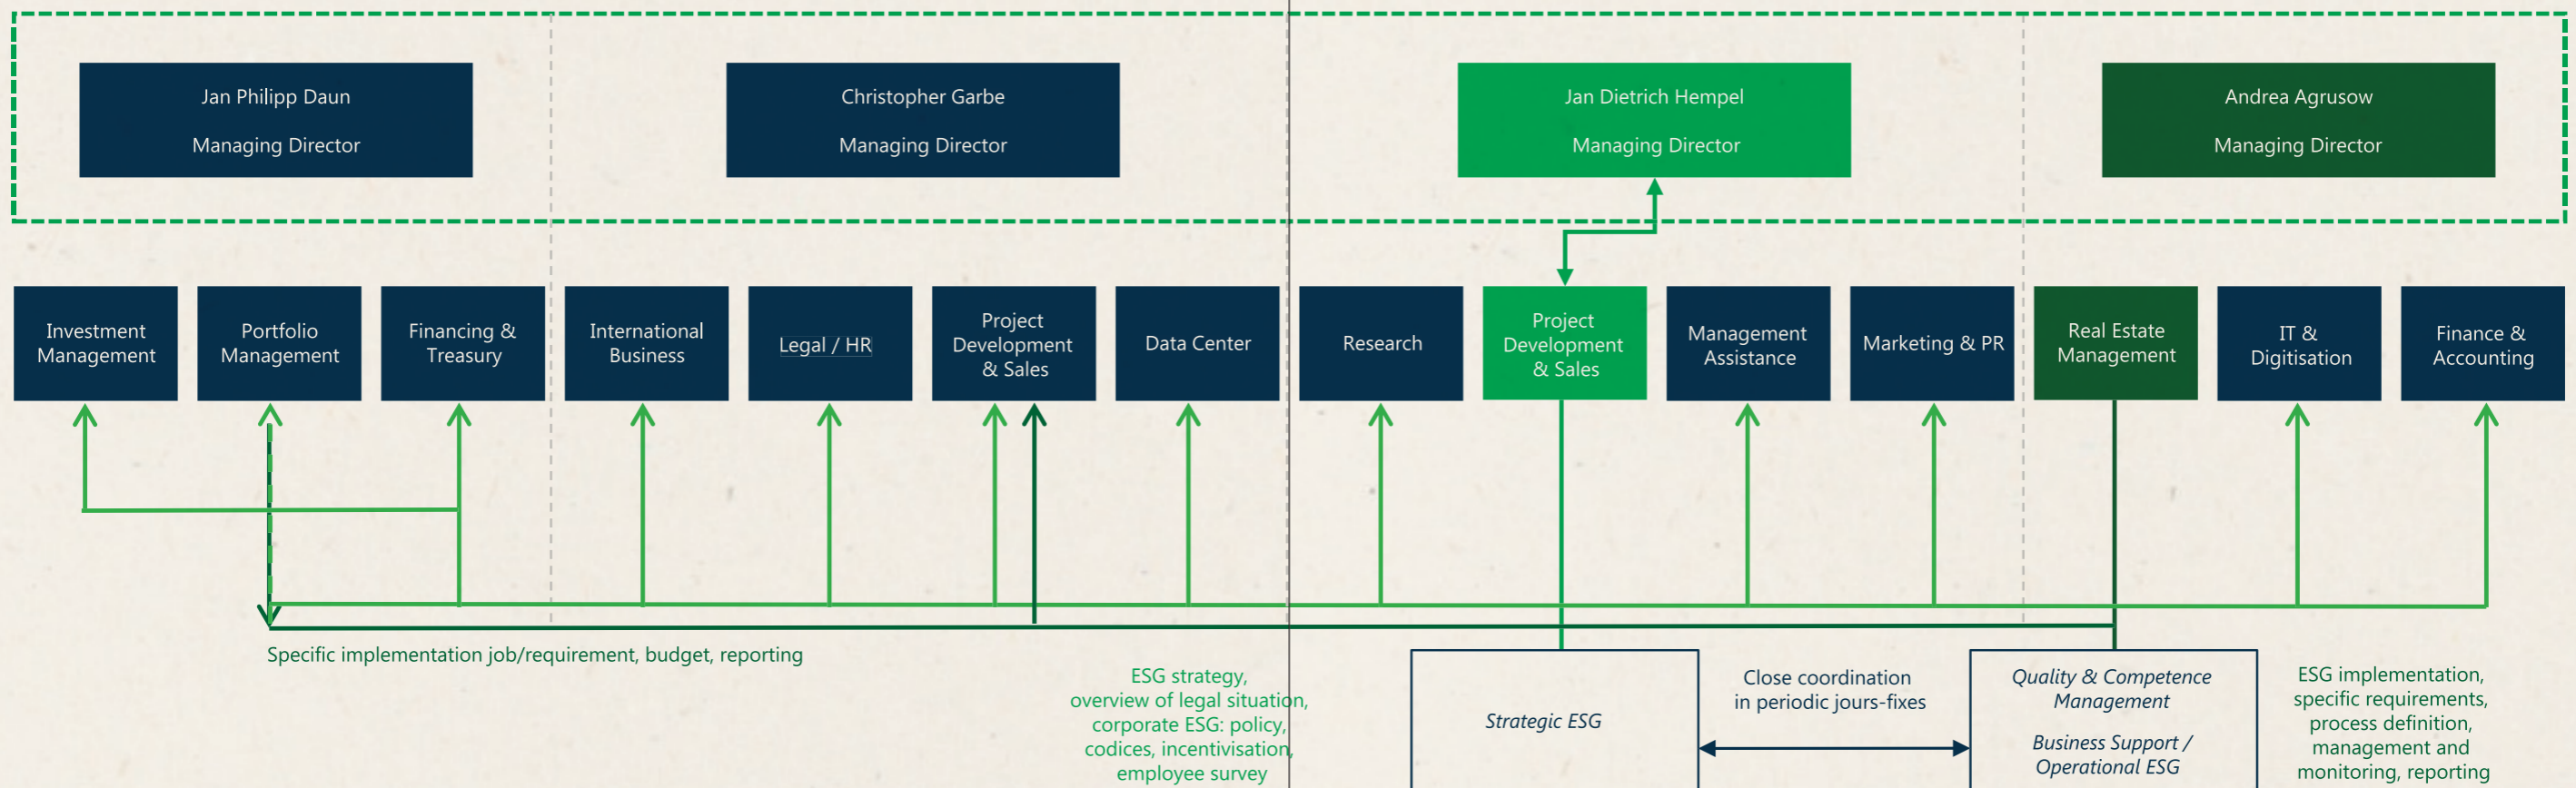 Jan Philipp Daun
Managing Director
Christopher Garbe
Managing Director
Jan Dietrich Hempel
Managing Director
Andrea Agrusow
Managing Director
Investment
Management
Portfolio
Management
Financing &
Treasury
International
Business
Legal / HR
Project
Development
& Sales
Data Center
Research
Project
Development
& Sales
Management
Assistance
Marketing & PR
Real Estate
Management
IT &
Digitisation
Finance &
Accounting
Specific implementation job/requirement, budget, reporting
ESG strategy,
overview of legal situation,
corporate ESG: policy,
codices, incentivisation,
employee survey
Strategic ESG
Close coordination
in periodic jours-fixes
Quality & Competence
Management
Business Support /
Operational ESG
ESG implementation,
specific requirements,
process definition,
management and
monitoring, reporting